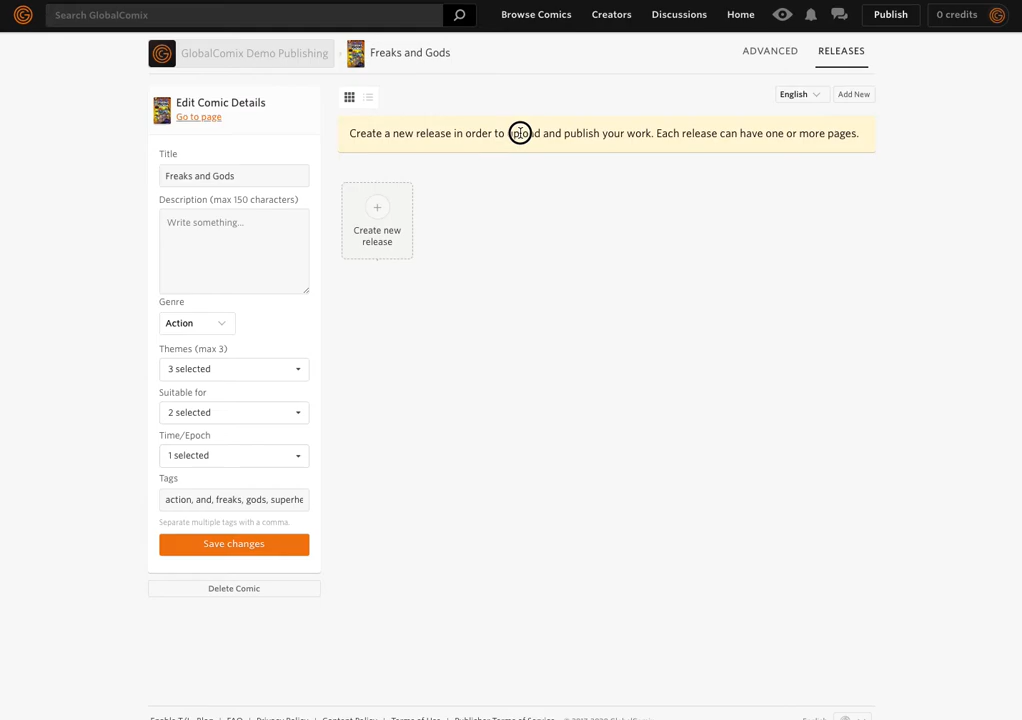 Search GlobalComix
Browse Comics
Creators
Discussions
Home
Publish
0 credits
GlobalComix Demo Publishing
Freaks and Gods
ADVANCED
RELEASES
Edit Comic Details
Go to page
English
Add New
Create a new release in order to upload and publish your work. Each release can have one or more pages.
Title
Freaks and Gods
Description (max 150 characters)
Write something...
Create new
release
Genre
Action
Themes (max 3)
3 selected
Suitable for
2 selected
Time/Epoch
1 selected
Tags
action, and, freaks, gods, superhe
Separate multiple tags with a comma.
Save changes
Delete Comic